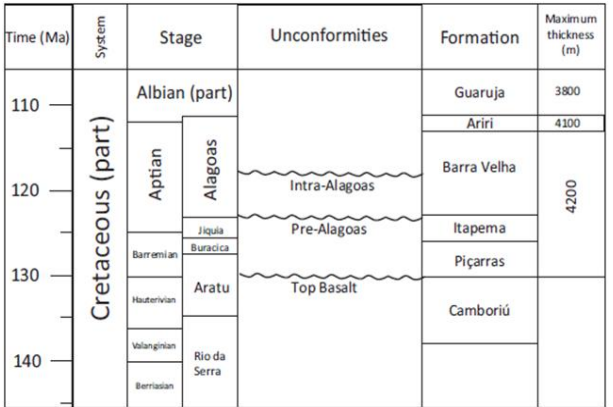 Time (Ma)
System
Stage
Unconformities
Formation
Maximum
thickness
(m)
110
120
130
140
Cretaceous (part)
Albian (part)
Aptian
Barremian
Hauterivian
Valanginian
Berriasian
Alagoas
Jiquia
Buracica
Aratu
Rio da
Serra
Intra-Alagoas
Pre-Alagoas
Top Basalt
Guaruja
Ariri
Barra Velha
Itapema
Piçarras
Camboriú
3800
4100
4200